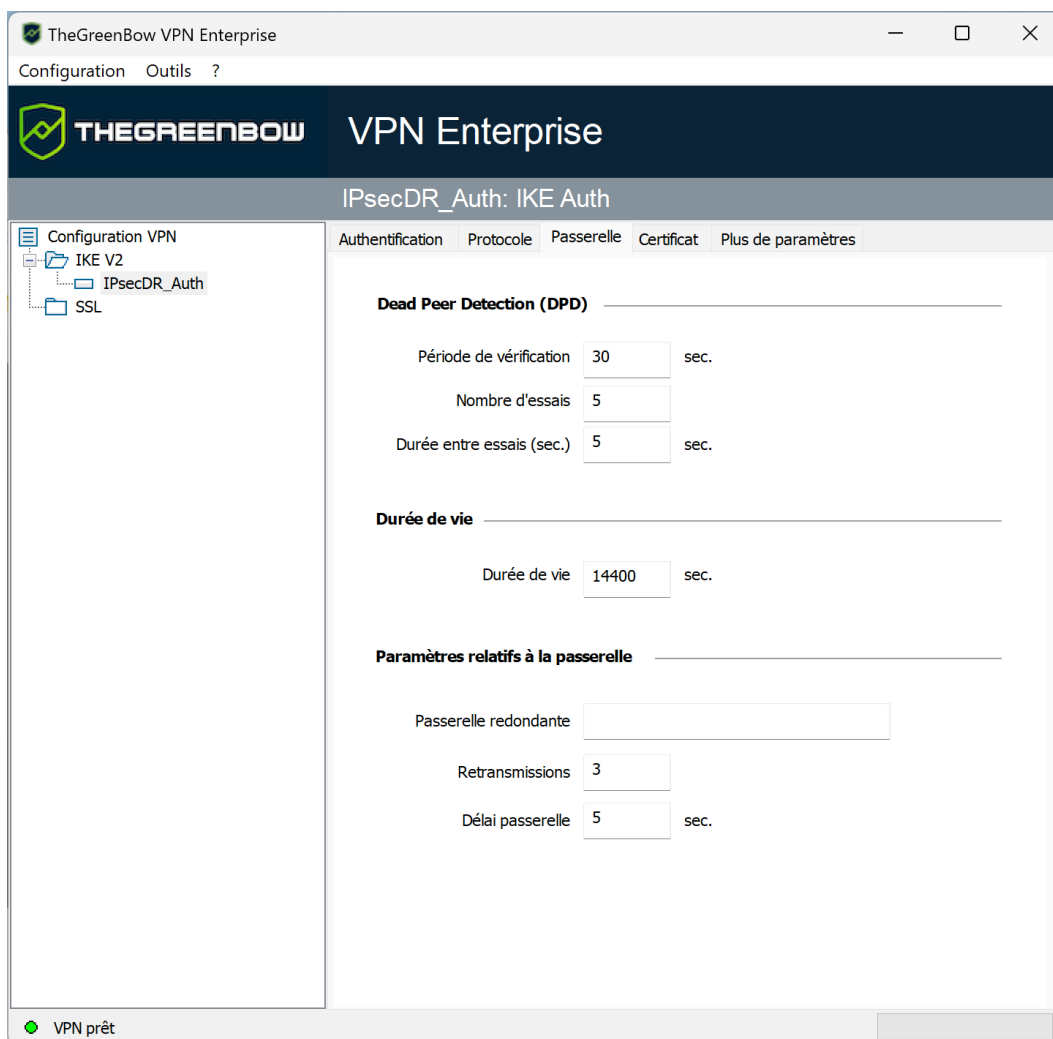 TheGreenBow VPN Enterprise
Configuration Outils ?
THEGREENBOW
VPN Enterprise
IPsecDR_Auth: IKE Auth
Configuration VPN
IKE V2
IPsecDR_Auth
SSL
Authentification Protocole Passerelle Certificat Plus de paramètres
Dead Peer Detection (DPD)
Période de vérification 30 sec.
Nombre d'essais 5
Durée entre essais (sec.) 5 sec.
Durée de vie
Durée de vie 14400 sec.
Paramètres relatifs à la passerelle
Passerelle redondante
Retransmissions 3
Délai passerelle 5 sec.
VPN prêt